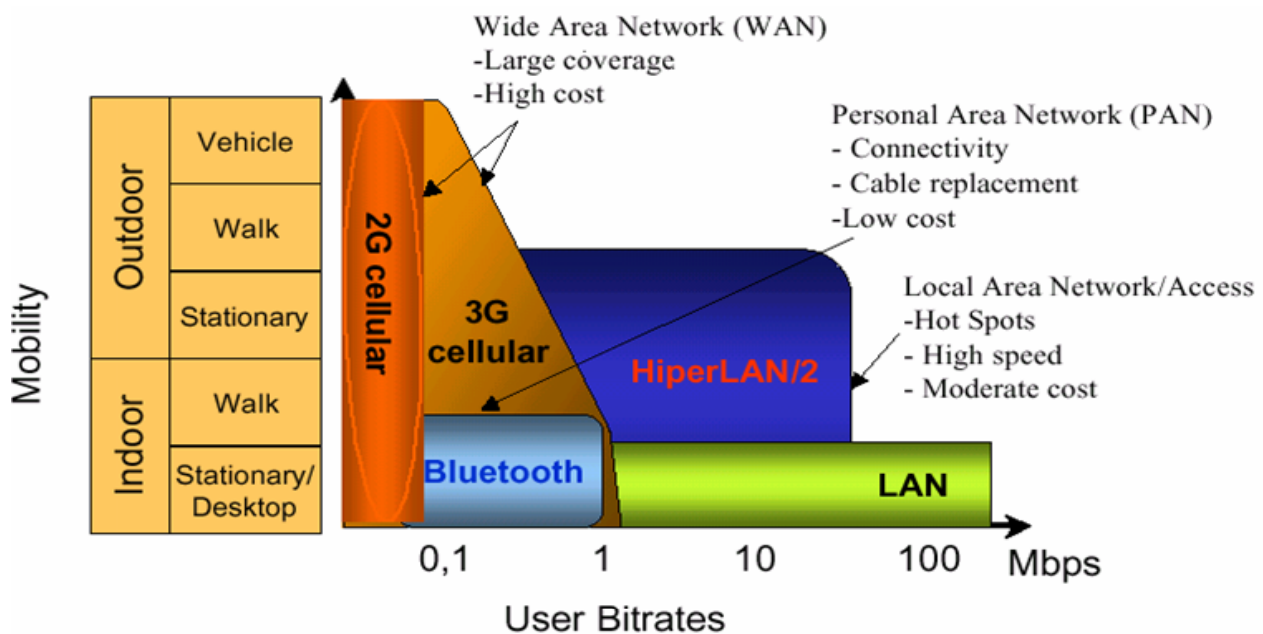 Wide Area Network (WAN)
-Large coverage
-High cost
Personal Area Network (PAN)
- Connectivity
- Cable replacement
-Low cost
Local Area Network/Access
-Hot Spots
- High speed
- Moderate cost
Mobility
Outdoor
Vehicle
Walk
Stationary
Indoor
Walk
Stationary/
Desktop
2G cellular
3G
cellular
HiperLAN/2
Bluetooth
LAN
0,1
1
10
100
Mbps
User Bitrates